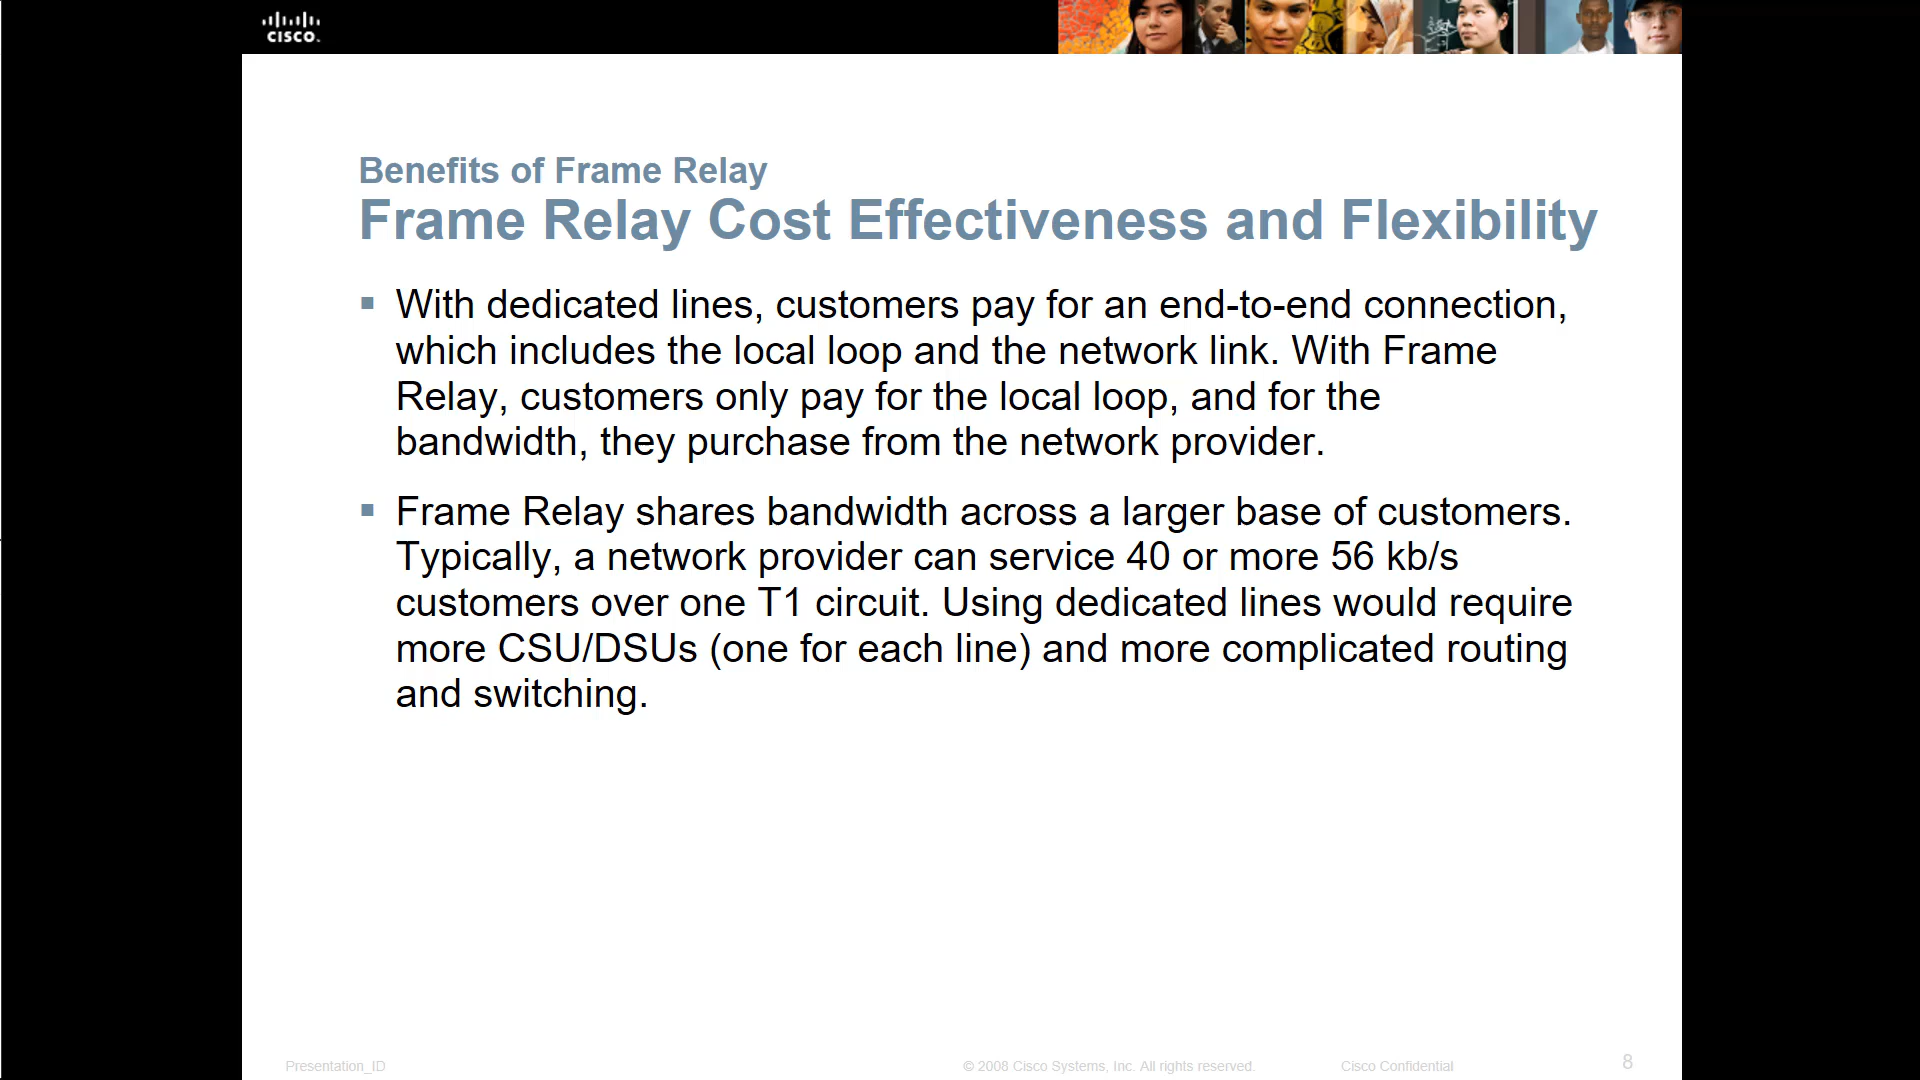 CISCO.
Benefits of Frame Relay
Frame Relay Cost Effectiveness and Flexibility
▪ With dedicated lines, customers pay for an end-to-end connection,
which includes the local loop and the network link. With Frame
Relay, customers only pay for the local loop, and for the
bandwidth, they purchase from the network provider.
▪ Frame Relay shares bandwidth across a larger base of customers.
Typically, a network provider can service 40 or more 56 kb/s
customers over one T1 circuit. Using dedicated lines would require
more CSU/DSUs (one for each line) and more complicated routing
and switching.
Presentation_ID © 2008 Cisco Systems, Inc. All rights reserved. Cisco Confidential 8